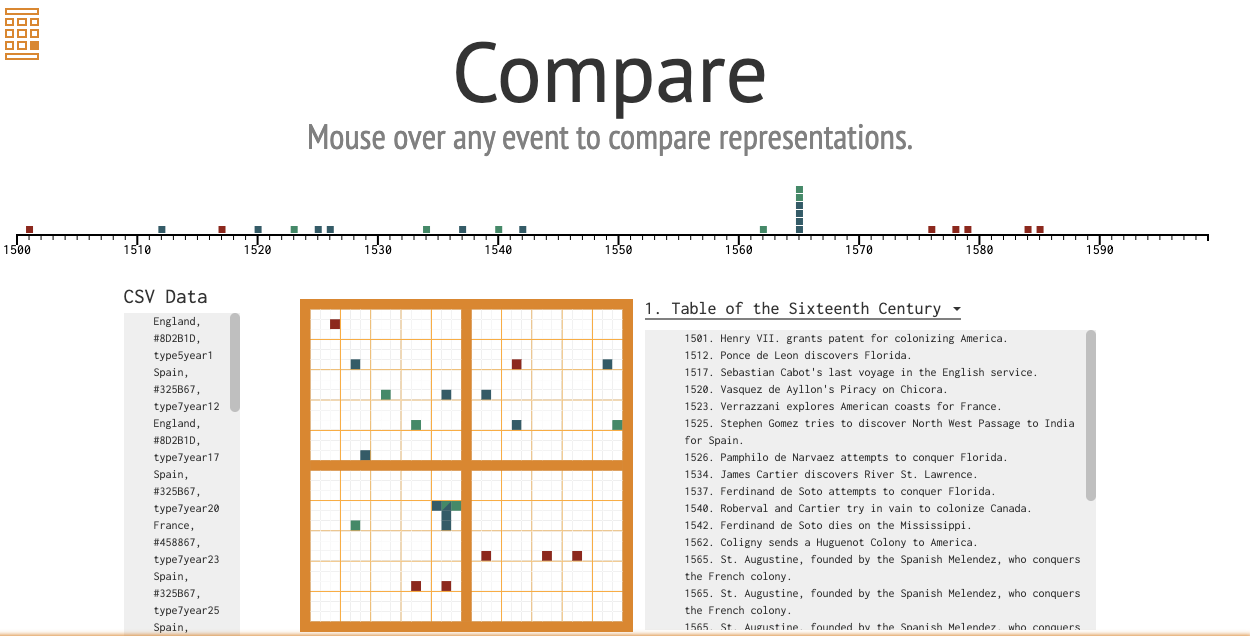 Compare
Mouse over any event to compare representations.
1500 1510 1520 1530 1540 1550 1560 1570 1580 1590
CSV Data
England,
#8D2B1D,
type5year1
Spain,
#325B67,
type7year12
England,
#8D2B1D,
type7year17
Spain,
#325B67,
type7year20
France,
#458867,
type7year23
Spain,
#325B67,
type7year25
Spain,
1. Table of the Sixteenth Century
1501. Henry VII. grants patent for colonizing America.
1512. Ponce de Leon discovers Florida.
1517. Sebastian Cabot's last voyage in the English service.
1520. Vasquez de Ayllon's Piracy on Chicora.
1523. Verrazzani explores American coasts for France.
1525. Stephen Gomez tries to discover North West Passage to India
for Spain.
1526. Pamphilo de Narvaez attempts to conquer Florida.
1534. James Cartier discovers River St. Lawrence.
1537. Ferdinand de Soto attempts to conquer Florida.
1540. Roberval and Cartier try in vain to colonize Canada.
1542. Ferdinand de Soto dies on the Mississippi.
1562. Coligny sends a Huguenot Colony to America.
1565. St. Augustine, founded by the Spanish Melendez, who conquers
the French colony.
1565. St. Augustine, founded by the Spanish Melendez, who conquers
the French colony.
1565. St. Augustine, founded by the Spanish Melendez, who conquers